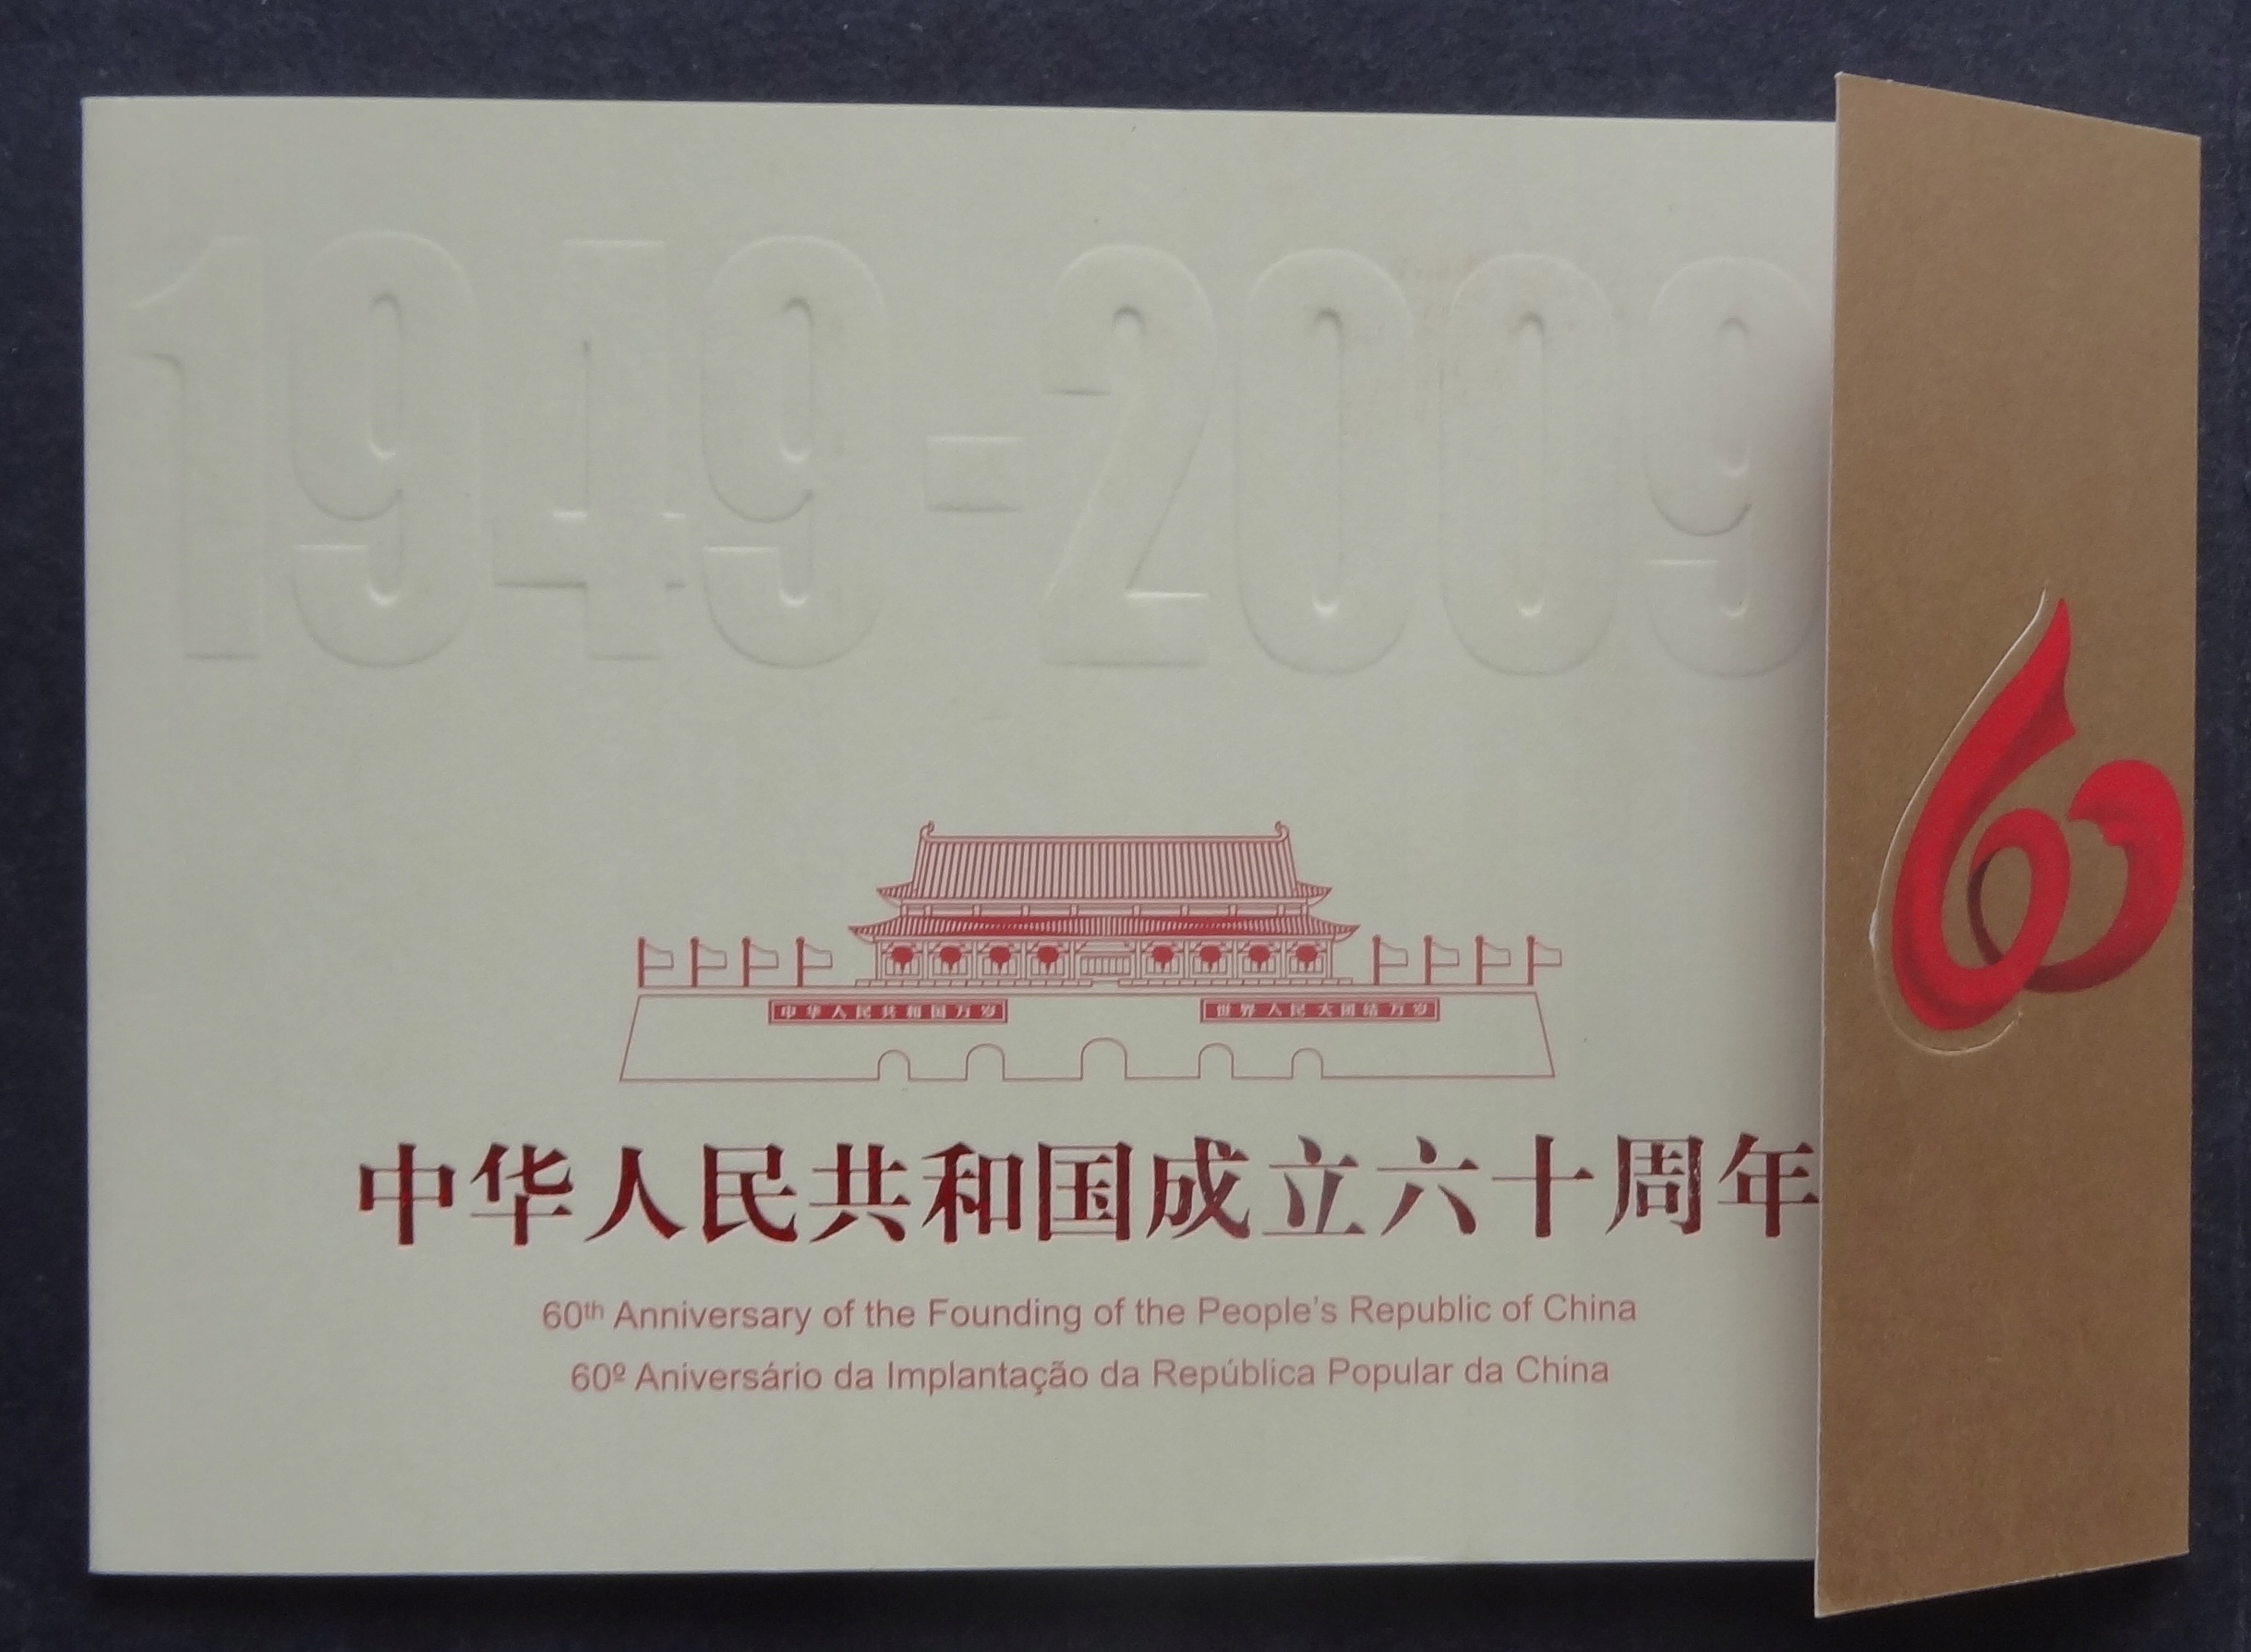 1949-2009
60
中华人民共和国万岁 世界人民大团结万岁
中华人民共和国成立六十周年
60th Anniversary of the Founding of the People's Republic of China
60º Aniversário da Implantação da República Popular da China